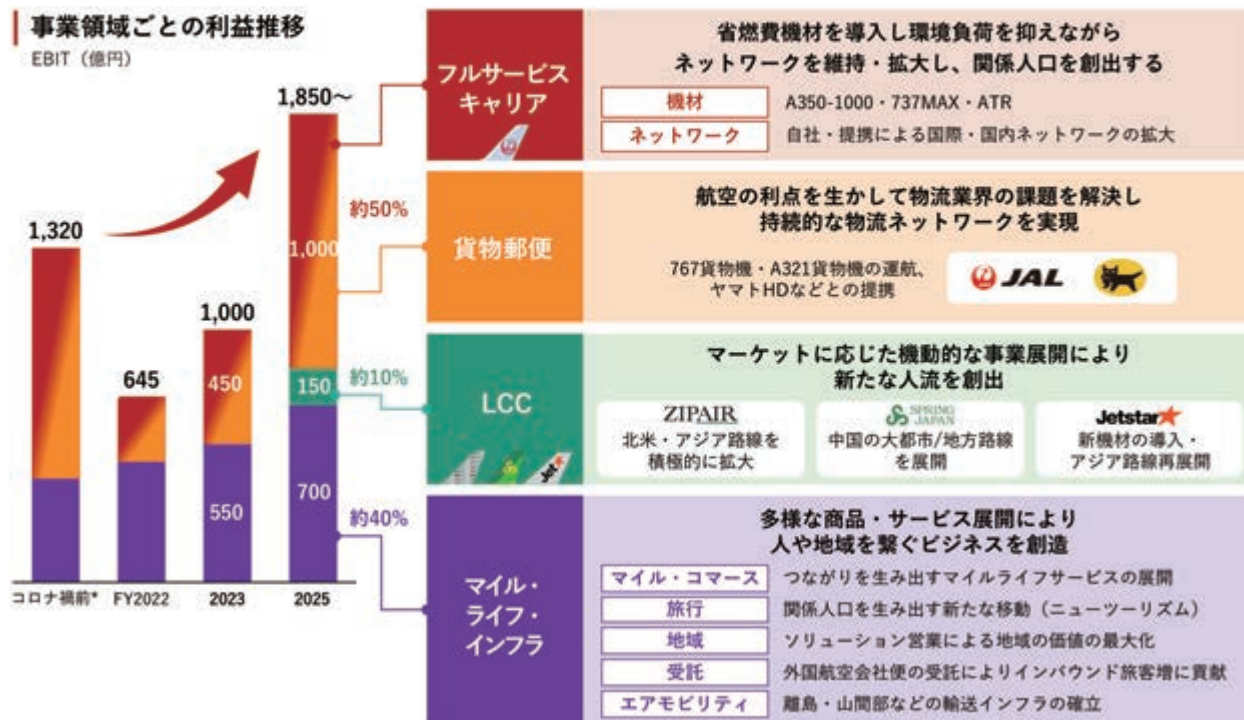 事業領域ごとの利益推移
EBIT（億円）
1,320
645
1,000
450
550
1,850～
1,000
150
700
コロナ禍前*
FY2022
2023
2025
約50%
約10%
約40%
フルサービス
キャリア
省燃費機材を導入し環境負荷を抑えながら
ネットワークを維持・拡大し、関係人口を創出する
機材
A350-1000・737MAX・ATR
ネットワーク
自社・提携による国際・国内ネットワークの拡大
貨物郵便
航空の利点を生かして物流業界の課題を解決し
持続的な物流ネットワークを実現
767貨物機・A321貨物機の運航、
ヤマトHDなどとの提携
JAL
LCC
マーケットに応じた機動的な事業展開により
新たな人流を創出
ZIPAIR
北米・アジア路線を
積極的に拡大
SPRING
JAPAN
中国の大都市/地方路線
を展開
Jetstar
新機材の導入・
アジア路線再展開
Jet
マイル・
ライフ・
インフラ
多様な商品・サービス展開により
人や地域を繋ぐビジネスを創造
マイル・コマース
つながりを生み出すマイルライフサービスの展開
旅行
関係人口を生み出す新たな移動（ニューツーリズム）
地域
ソリューション営業による地域の価値の最大化
受託
外国航空会社便の受託によりインバウンド旅客増に貢献
エアモビリティ
離島・山間部などの輸送インフラの確立